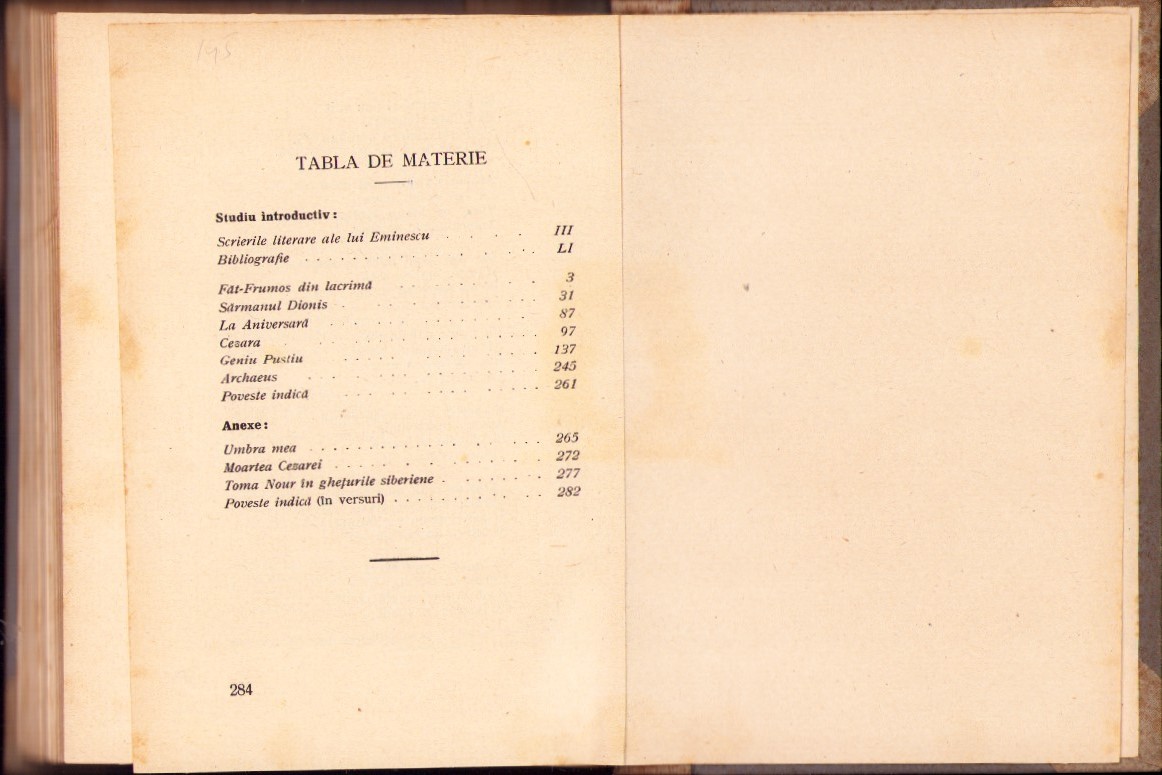 145
TABLA DE MATERIE
Studiu introductiv:
Scrierile literare ale lui Eminescu . . . . III
Bibliografie . . . . . . . . . . . . . . . LI
Făt-Frumos din lacrimă . . . . . . . . . 3
Sărmanul Dionis . . . . . . . . . . . 31
La Aniversară . . . . . . . . . . . 87
Cezara . . . . . . . . . . . . . . 97
Geniu Pustiu . . . . . . . . . . . 137
Archaeus . . . . . . . . . . . . 245
Poveste indică . . . . . . . . . . . 261
Anexe:
Umbra mea . . . . . . . . . . . . . . . . . 265
Moartea Cezarei . . . . . . . . . . . . . 272
Toma Nour în ghețurile siberiene . . . . . . . 277
Poveste indică (în versuri) . . . . . . . . . . . 282
284